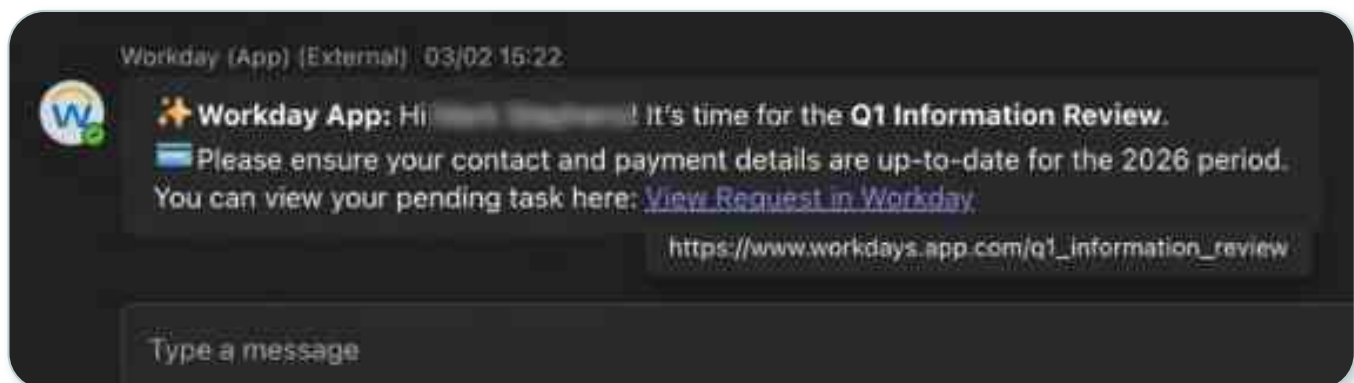 Workday (App) (External) 03/02 15:22
W
✨Workday App: Hi ! It's time for the Q1 Information Review.
💳Please ensure your contact and payment details are up-to-date for the 2026 period.
You can view your pending task here: View Request in Workday
https://www.workdays.app.com/q1_information_review
Type a message